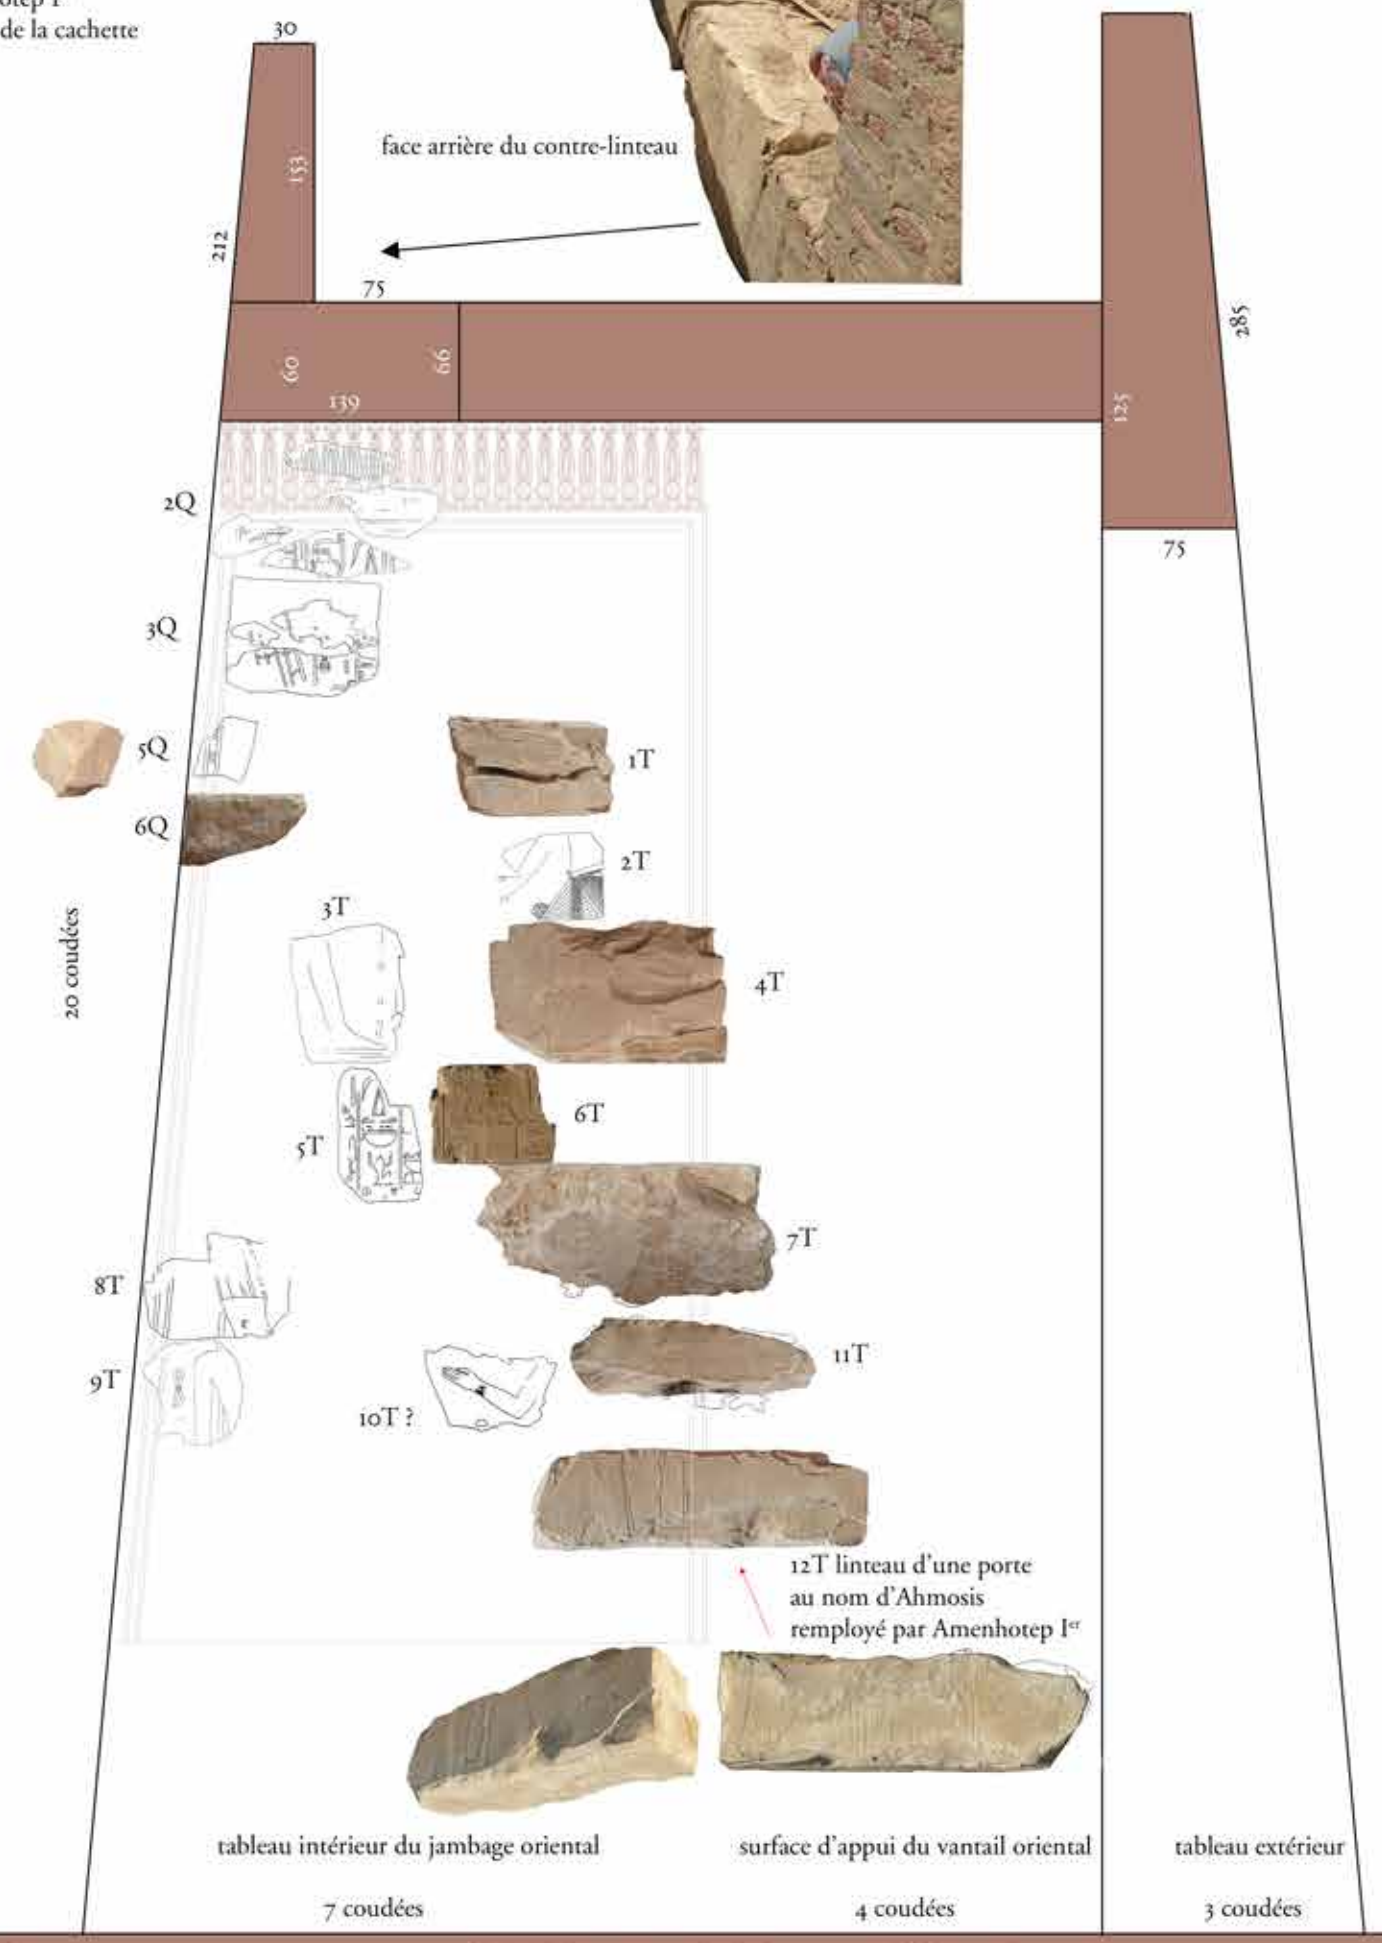 de la cachette
30
153
face arrière du contre-linteau
212
75
285
60
66
139
125
2Q
75
3Q
5Q
1T
6Q
2T
3T
20 coudées
4T
6T
5T
7T
8T
11T
9T
10T ?
12T linteau d'une porte
au nom d'Ahmosis
remployé par Amenhotep Iᵉʳ
tableau intérieur du jambage oriental
surface d'appui du vantail oriental
tableau extérieur
7 coudées
4 coudées
3 coudées